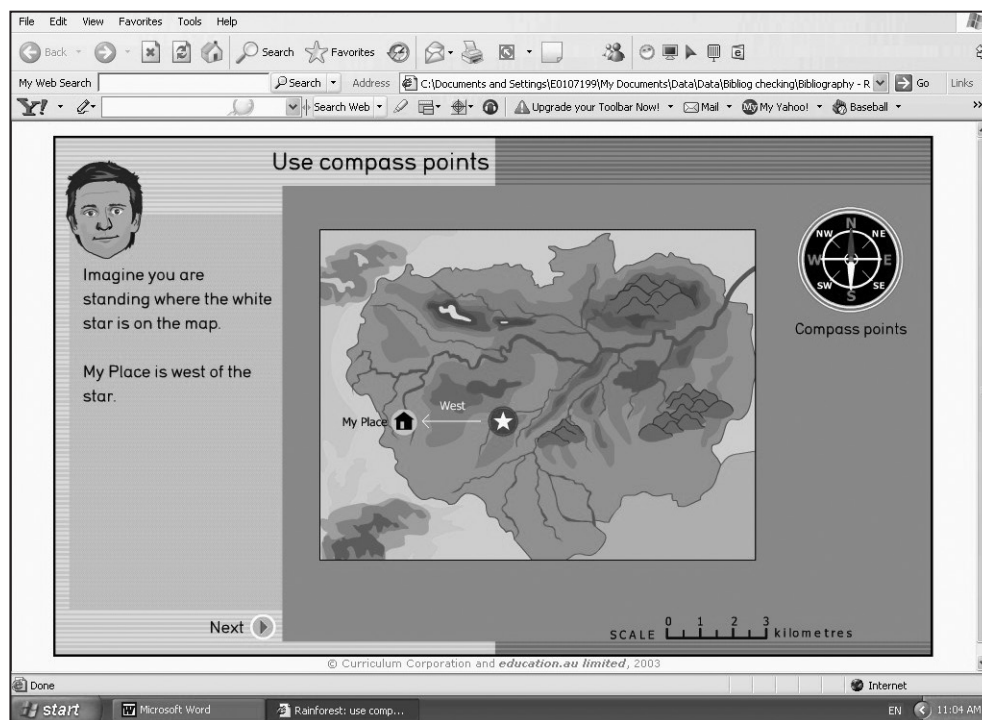 File Edit View Favorites Tools Help
Back Search Favorites
My Web Search Search Address C:\Documents and Settings\E0107199\My Documents\Data\Data\Bibliog checking\Bibliography - R Go Links
Y! Search Web Upgrade your Toolbar Now! Mail My My Yahoo! Baseball »
Use compass points
Imagine you are
standing where the white
star is on the map.
My Place is west of the
star.
My Place
West
N
NW NE
W E
SW SE
S
Compass points
Next
0 1 2 3
SCALE kilometres
© Curriculum Corporation and education.au limited, 2003
Done Internet
start Microsoft Word Rainforest: use comp... EN 11:04 AM